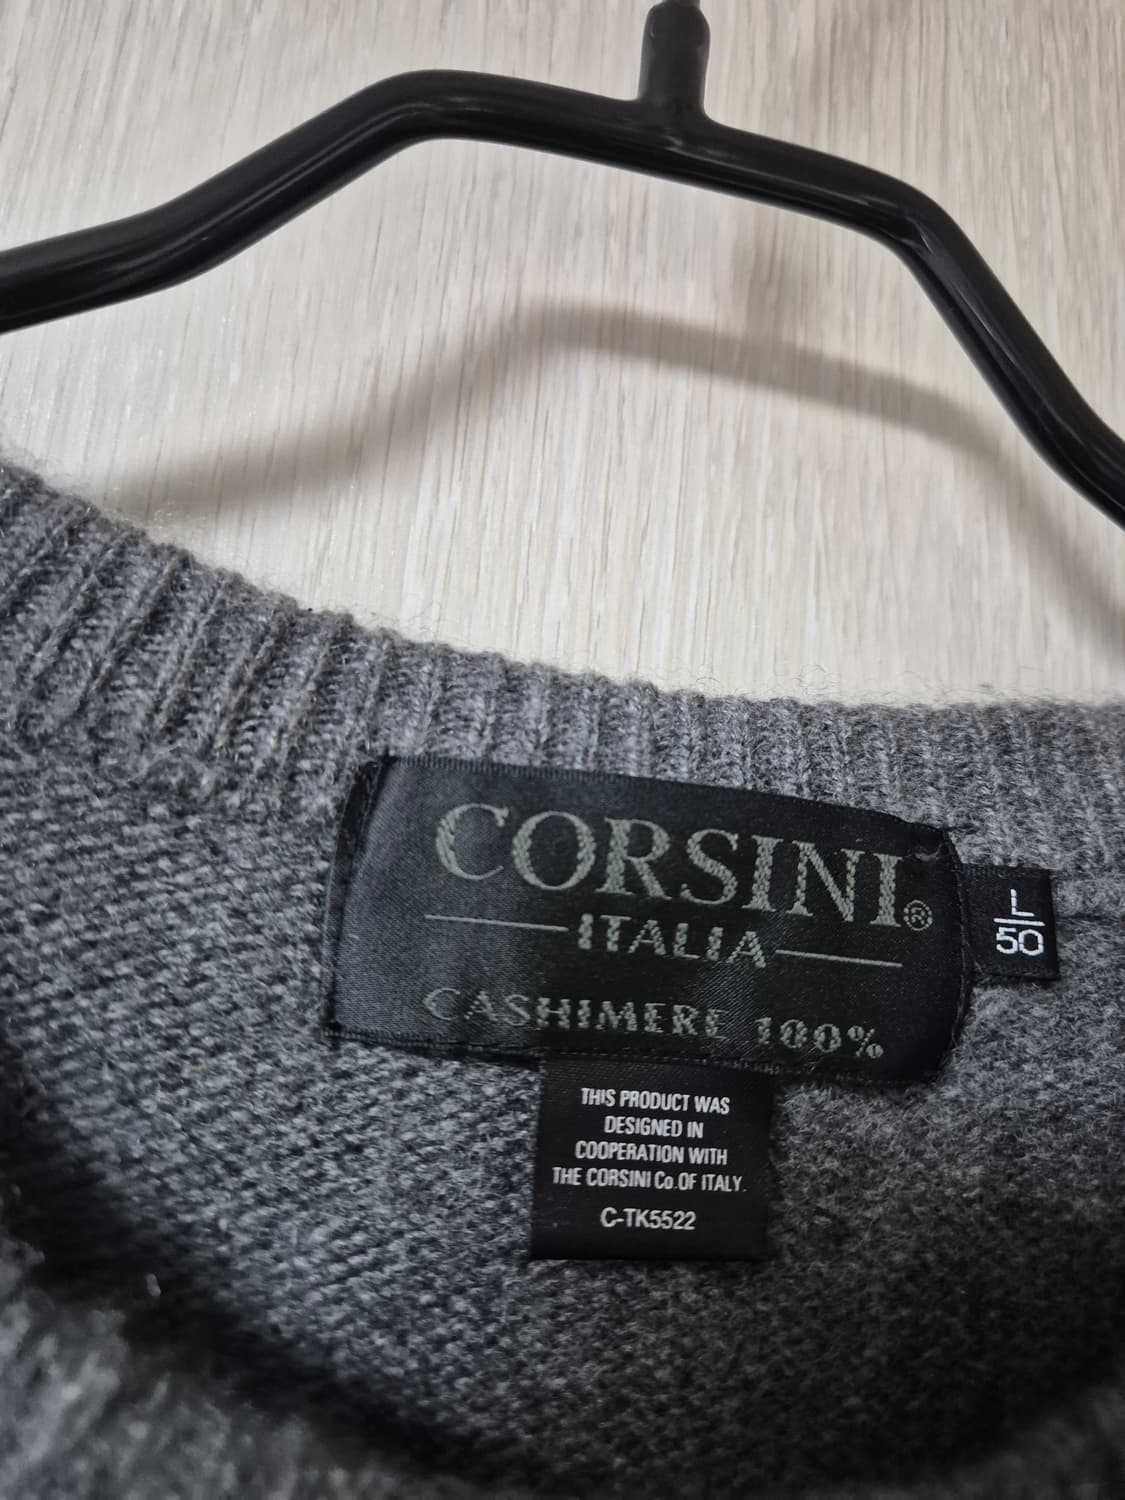 CORSINI®
ITALIA
CASHIMERE 100%
L
50
THIS PRODUCT WAS
DESIGNED IN
COOPERATION WITH
THE CORSINI Co.OF ITALY.
C-TK5522